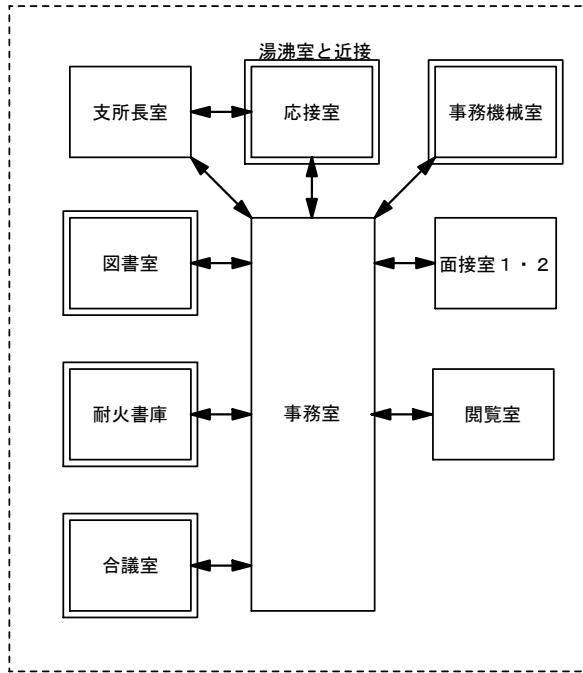 湯沸室と近接
支所長室
応接室
事務機械室
図書室
面接室１・２
耐火書庫
事務室
閲覧室
合議室